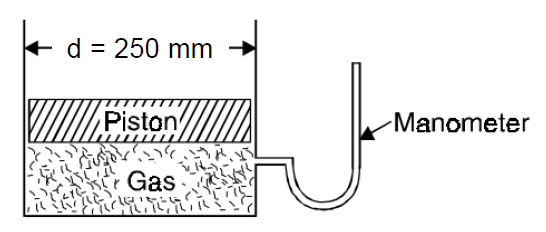 d = 250 mm
Piston
Manometer
Gas